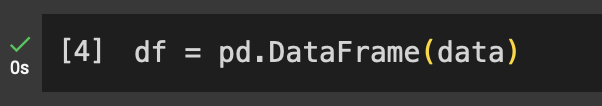 [4] df = pd.DataFrame(data)
0s